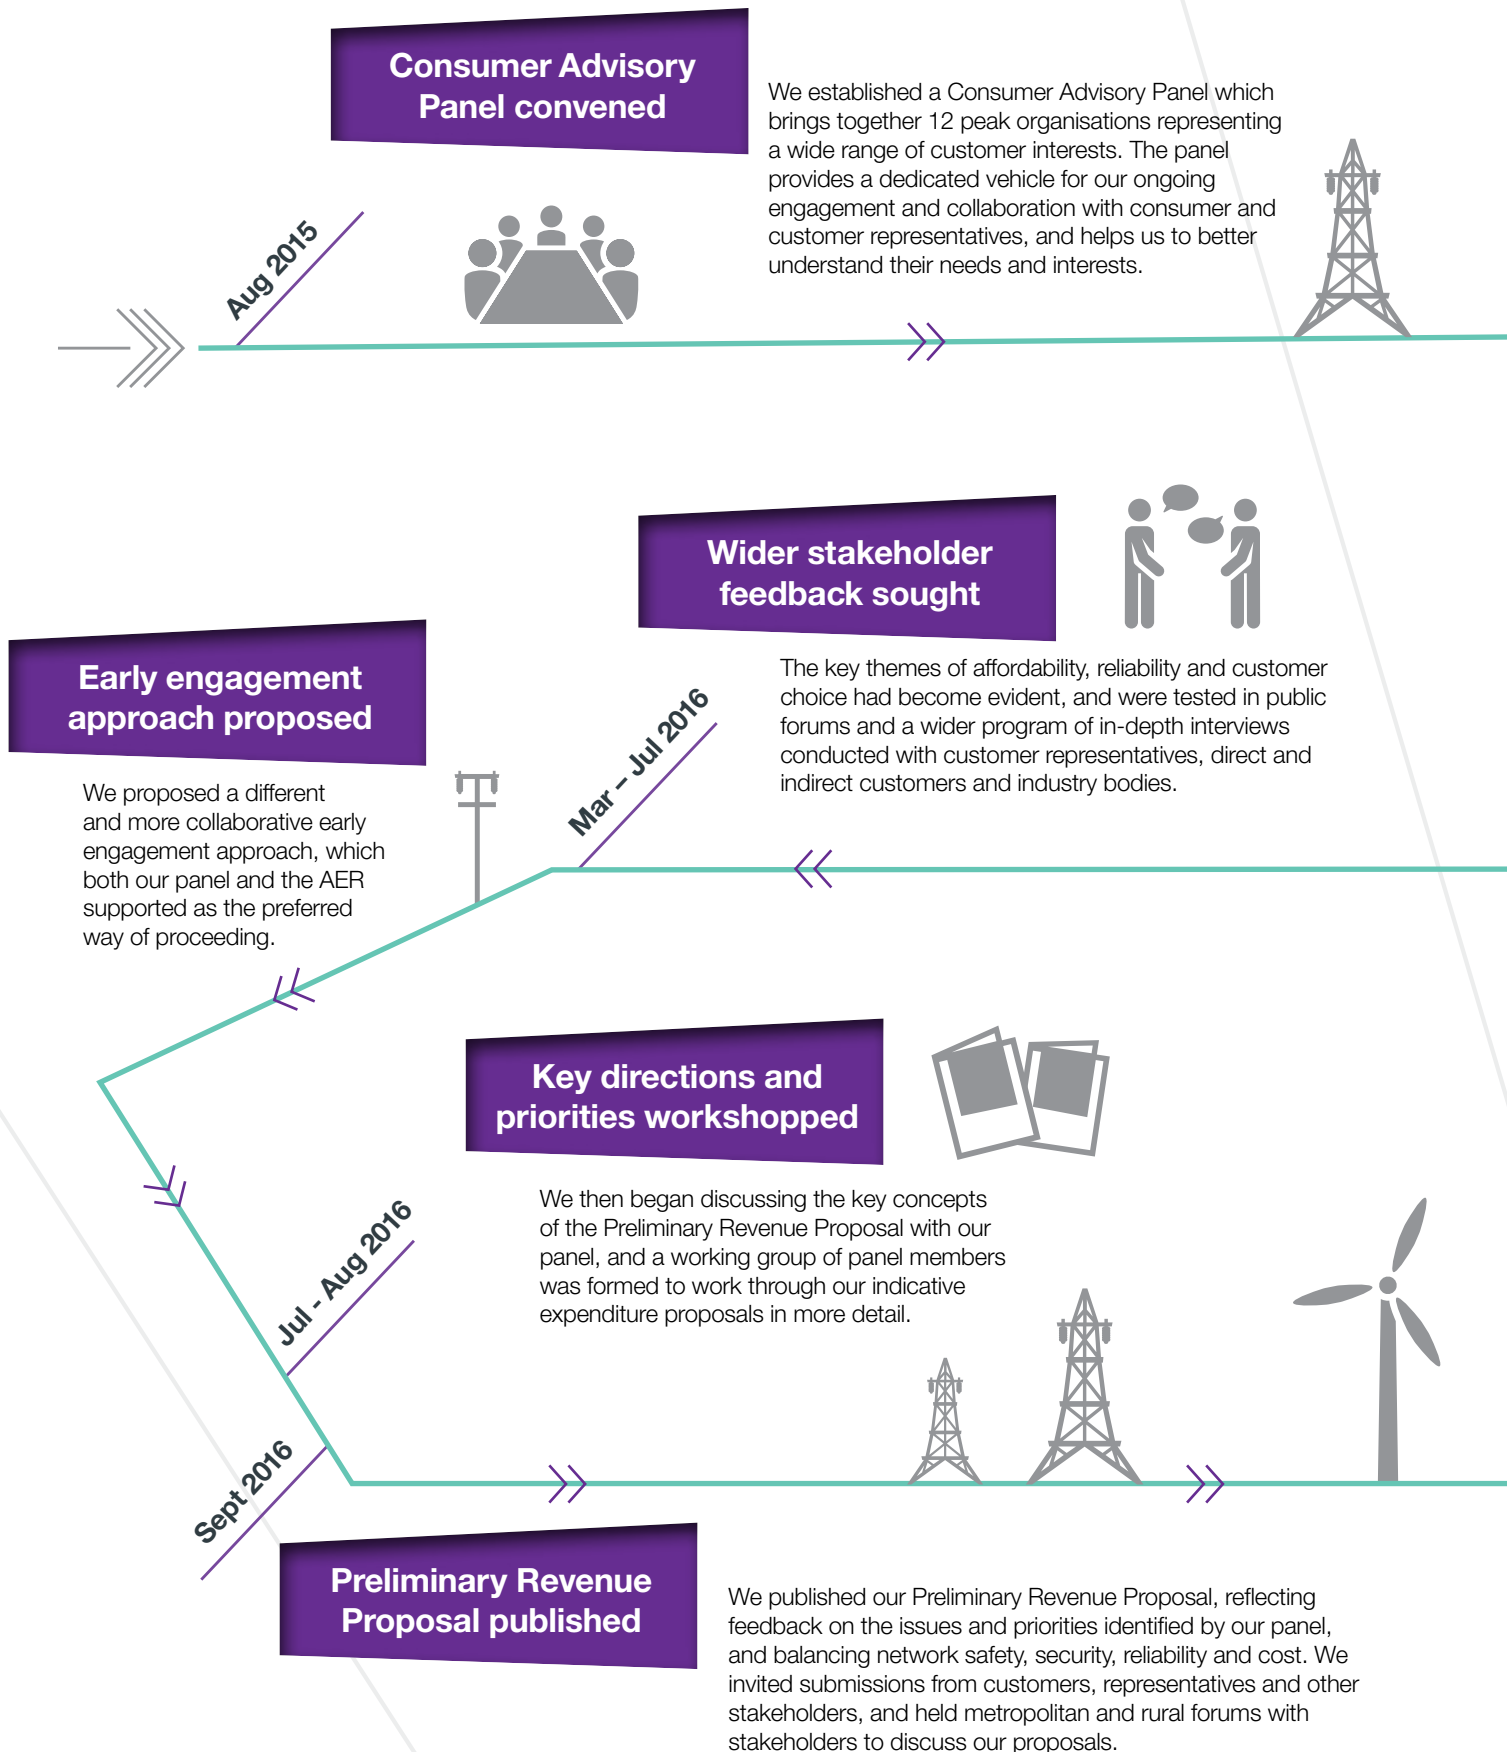 Consumer Advisory
Panel convened
We established a Consumer Advisory Panel which
brings together 12 peak organisations representing
a wide range of customer interests. The panel
provides a dedicated vehicle for our ongoing
engagement and collaboration with consumer and
customer representatives, and helps us to better
understand their needs and interests.
Aug 2015
Wider stakeholder
feedback sought
The key themes of affordability, reliability and customer
choice had become evident, and were tested in public
forums and a wider program of in-depth interviews
conducted with customer representatives, direct and
indirect customers and industry bodies.
Mar – Jul 2016
Early engagement
approach proposed
We proposed a different
and more collaborative early
engagement approach, which
both our panel and the AER
supported as the preferred
way of proceeding.
Key directions and
priorities workshopped
We then began discussing the key concepts
of the Preliminary Revenue Proposal with our
panel, and a working group of panel members
was formed to work through our indicative
expenditure proposals in more detail.
Jul - Aug 2016
Sept 2016
Preliminary Revenue
Proposal published
We published our Preliminary Revenue Proposal, reflecting
feedback on the issues and priorities identified by our panel,
and balancing network safety, security, reliability and cost. We
invited submissions from customers, representatives and other
stakeholders, and held metropolitan and rural forums with
stakeholders to discuss our proposals.